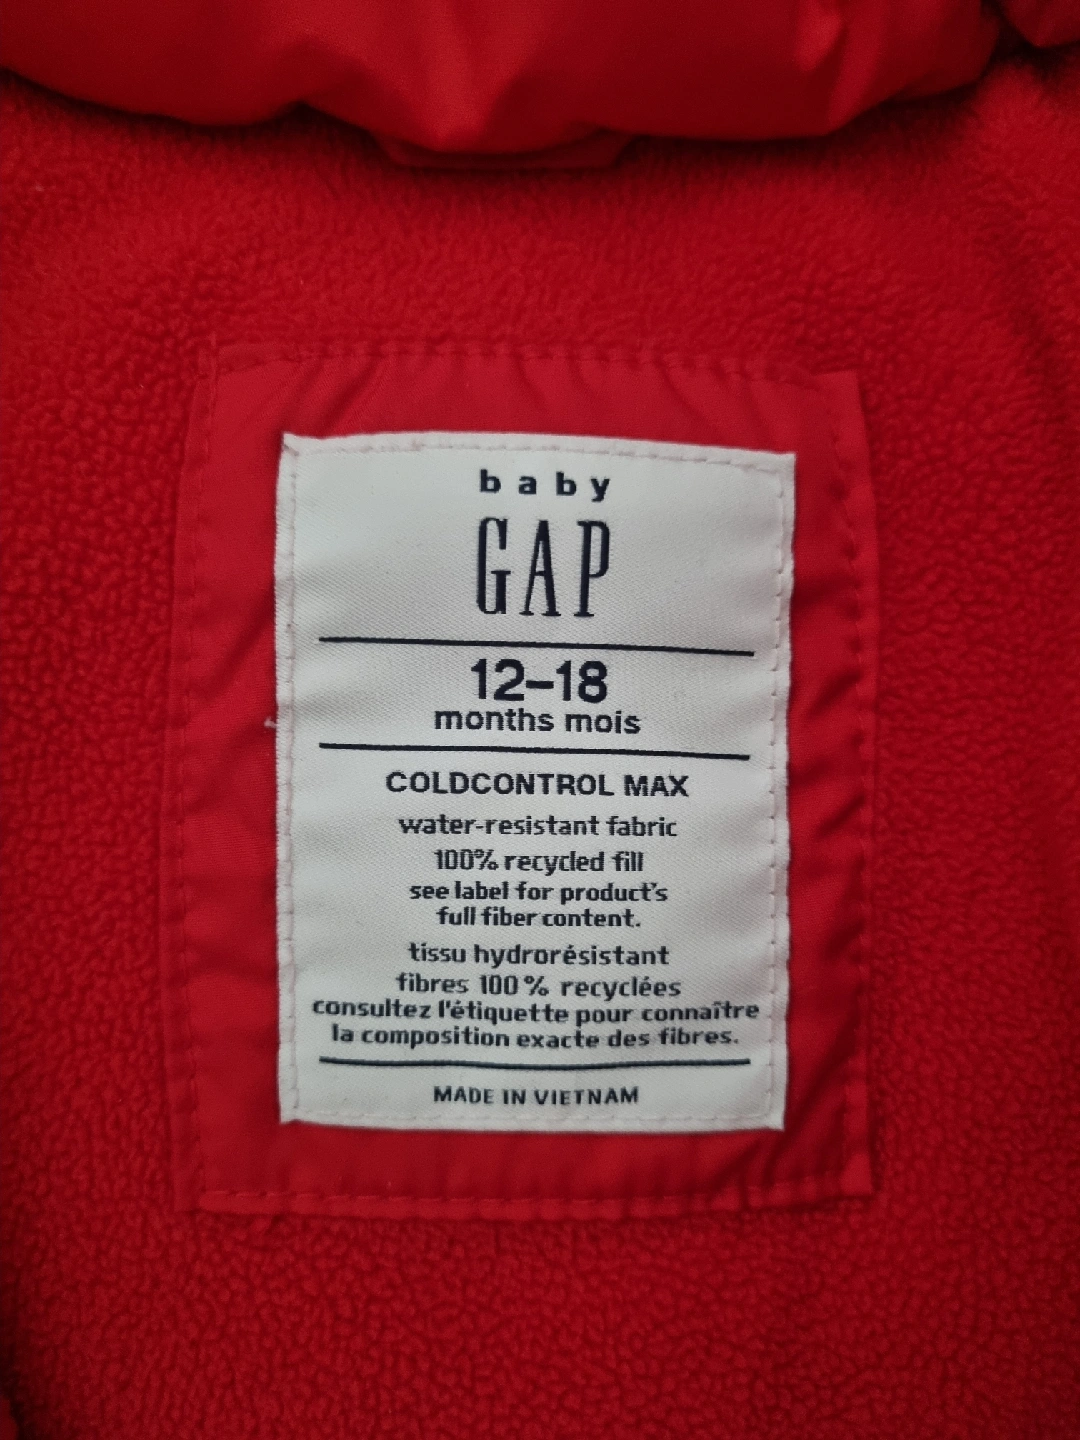 baby
GAP
12–18
months mois
COLDCONTROL MAX
water-resistant fabric
100% recycled fill
see label for product's
full fiber content.
tissu hydrorésistant
fibres 100 % recyclées
consultez l'étiquette pour connaître
la composition exacte des fibres.
MADE IN VIETNAM